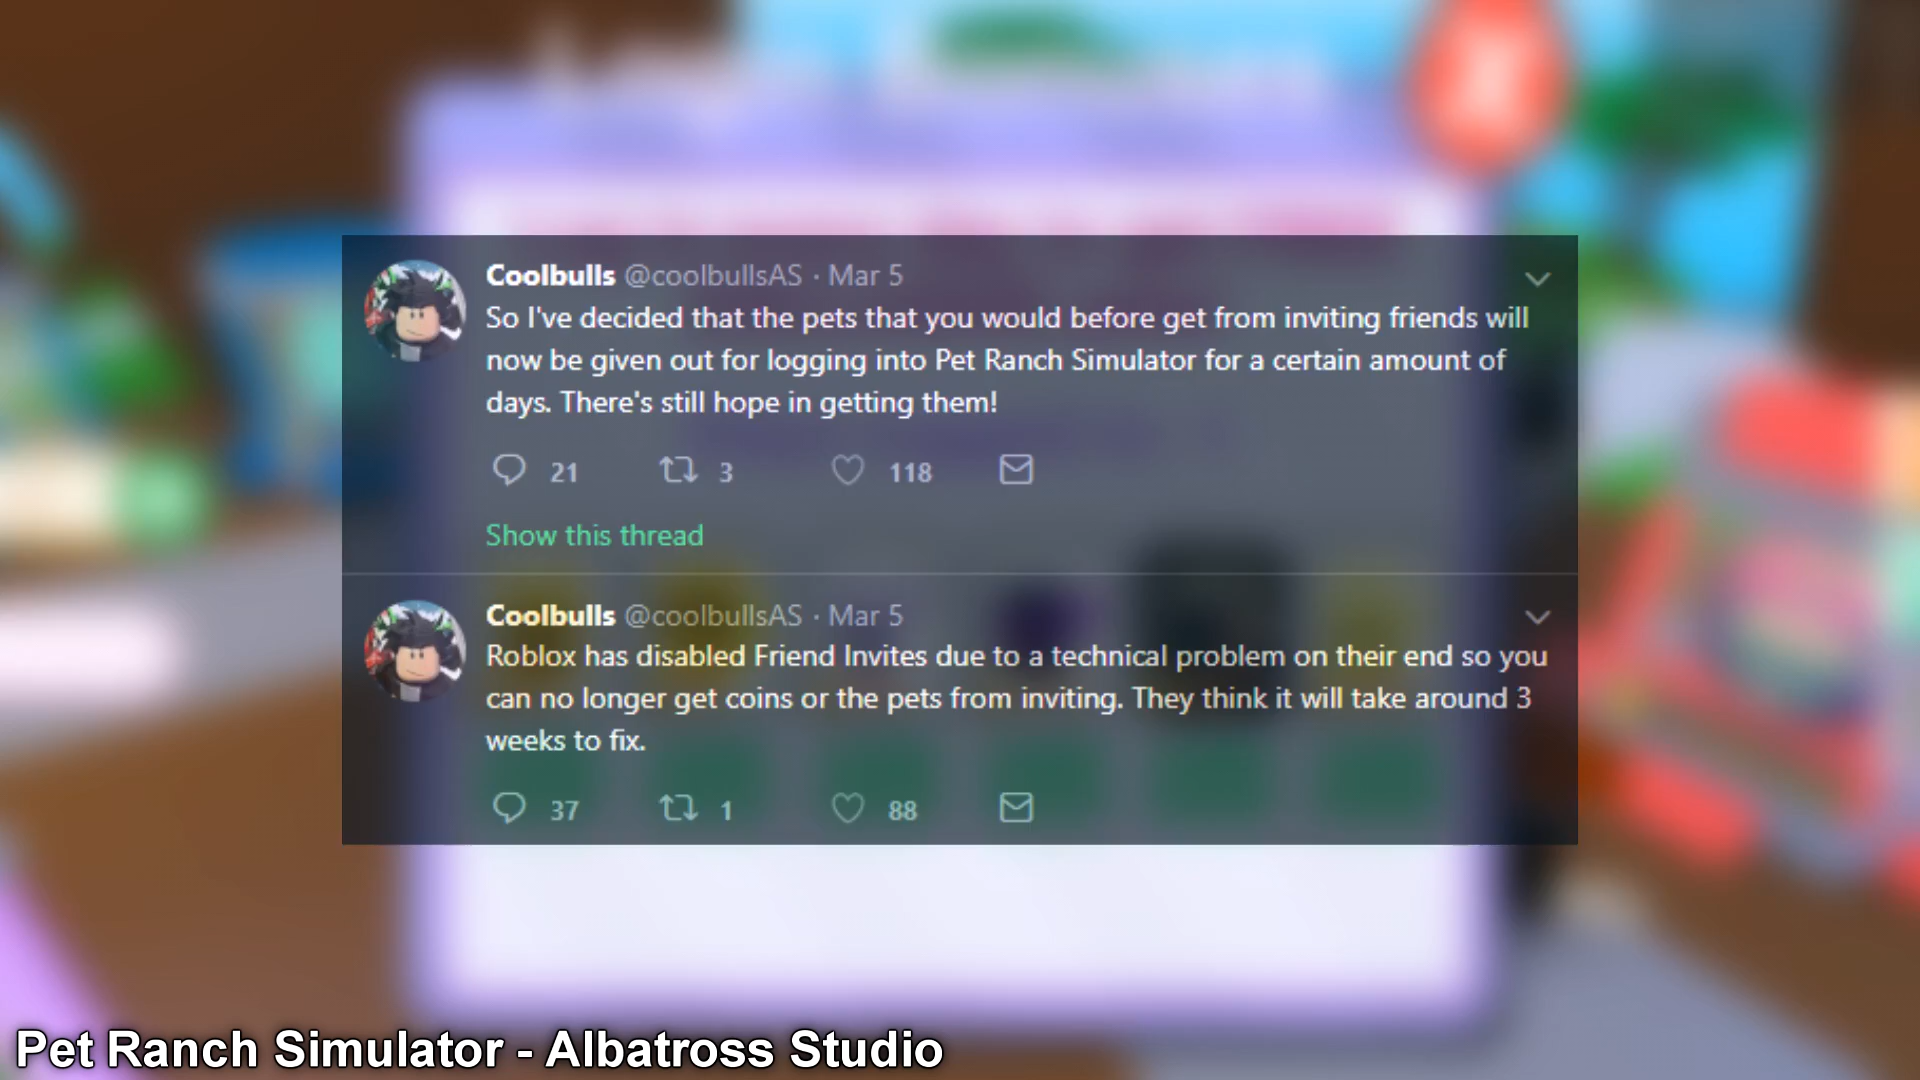 Coolbulls @coolbullsAS · Mar 5
So I've decided that the pets that you would before get from inviting friends will
now be given out for logging into Pet Ranch Simulator for a certain amount of
days. There's still hope in getting them!
21 3 118
Show this thread
Coolbulls @coolbullsAS · Mar 5
Roblox has disabled Friend Invites due to a technical problem on their end so you
can no longer get coins or the pets from inviting. They think it will take around 3
weeks to fix.
37 1 88
Pet Ranch Simulator - Albatross Studio